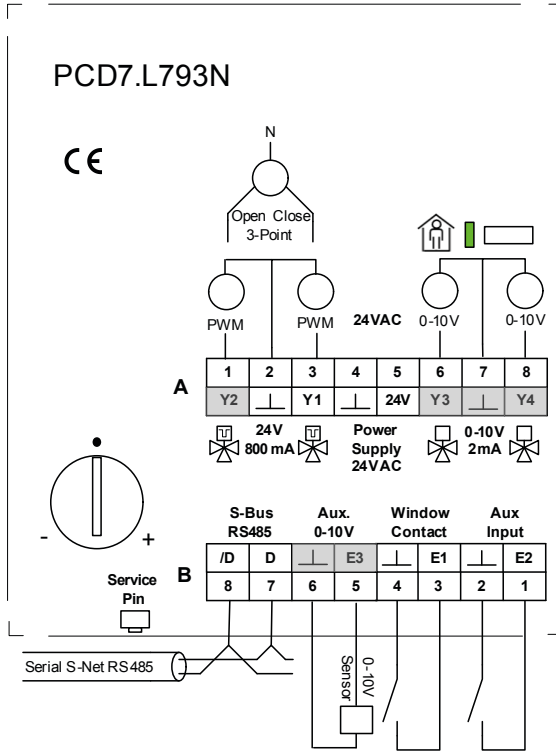 PCD7.L793N
CE
N
Open Close
3-Point
PWM PWM 24VAC 0-10V 0-10V
A
1 2 3 4 5 6 7 8
Y2 Y1 24V Y3 Y4
24V
800 mA
Power
Supply
24VAC
0-10V
2mA
- +
S-Bus
RS485
Aux.
0-10V
Window
Contact
Aux
Input
B
/D D E3 E1 E2
8 7 6 5 4 3 2 1
Service
Pin
Serial S-Net RS485
0-10V
Sensor